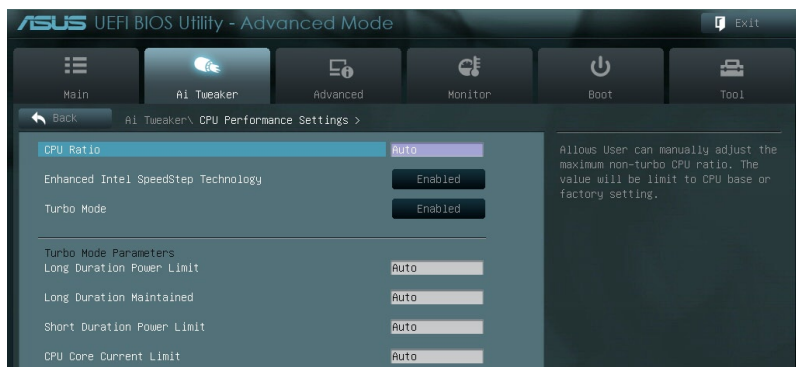 ASUS UEFI BIOS Utility - Advanced Mode
Exit
Main
Ai Tweaker
Advanced
Monitor
Boot
Tool
Back
Ai Tweaker\ CPU Performance Settings >
CPU Ratio Auto
Enhanced Intel SpeedStep Technology Enabled
Turbo Mode Enabled
Turbo Mode Parameters
Long Duration Power Limit Auto
Long Duration Maintained Auto
Short Duration Power Limit Auto
CPU Core Current Limit Auto
Allows User can manually adjust the
maximum non-turbo CPU ratio. The
value will be limit to CPU base or
factory setting.